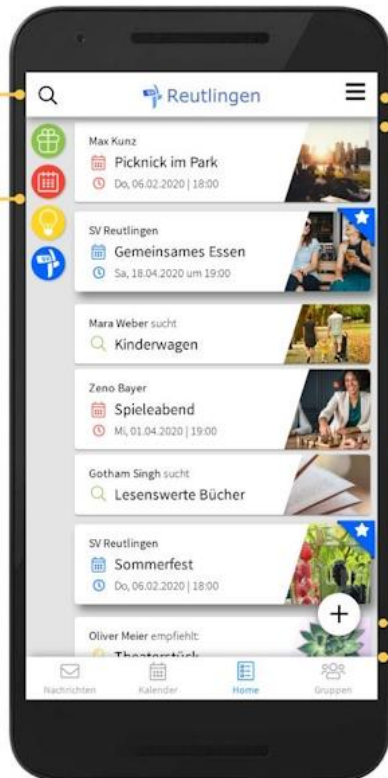 Reutlingen
Max Kunz
Picknick im Park
Do, 06.02.2020 | 18:00
SV Reutlingen
Gemeinsames Essen
Sa, 18.04.2020 um 19:00
Mara Weber sucht
Kinderwagen
Zeno Bayer
Spieleabend
Mi, 01.04.2020 | 19:00
Gotham Singh sucht
Lesenswerte Bücher
SV Reutlingen
Sommerfest
Do, 06.02.2020 | 18:00
Oliver Meier empfiehlt:
Theaterstück
Nachrichten
Kalender
Home
Gruppen